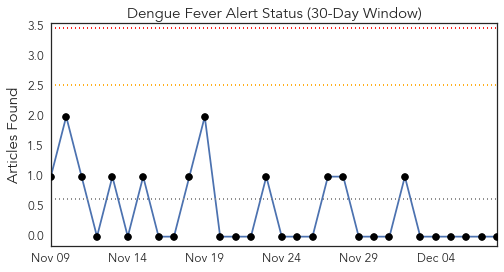 Dengue Fever Alert Status (30-Day Window)
Articles Found
3.5
3.0
2.5
2.0
1.5
1.0
0.5
0.0
Nov 09 Nov 14 Nov 19 Nov 24 Nov 29 Dec 04